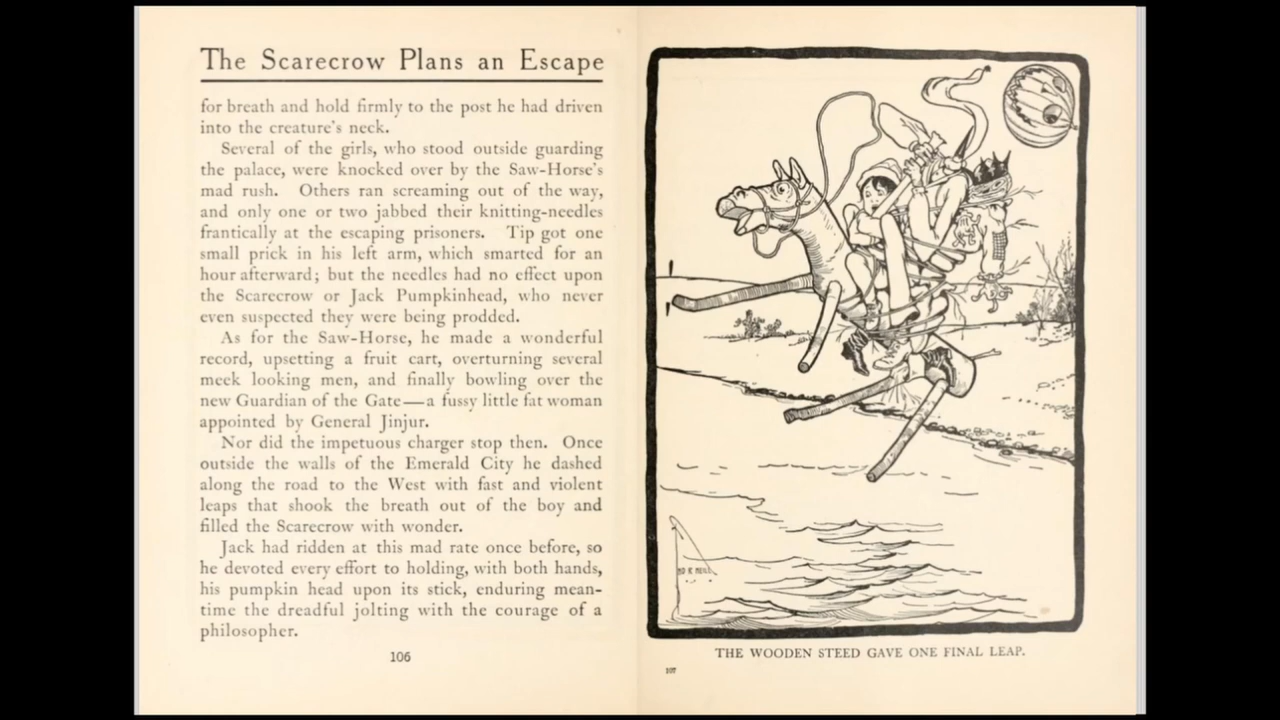 The Scarecrow Plans an Escape
for breath and hold firmly to the post he had driven
into the creature's neck.
Several of the girls, who stood outside guarding
the palace, were knocked over by the Saw-Horse's
mad rush. Others ran screaming out of the way,
and only one or two jabbed their knitting-needles
frantically at the escaping prisoners. Tip got one
small prick in his left arm, which smarted for an
hour afterward; but the needles had no effect upon
the Scarecrow or Jack Pumpkinhead, who never
even suspected they were being prodded.
As for the Saw-Horse, he made a wonderful
record, upsetting a fruit cart, overturning several
meek looking men, and finally bowling over the
new Guardian of the Gate—a fussy little fat woman
appointed by General Jinjur.
Nor did the impetuous charger stop then. Once
outside the walls of the Emerald City he dashed
along the road to the West with fast and violent
leaps that shook the breath out of the boy and
filled the Scarecrow with wonder.
Jack had ridden at this mad rate once before, so
he devoted every effort to holding, with both hands,
his pumpkin head upon its stick, enduring mean-
time the dreadful jolting with the courage of a
philosopher.
106
R NEILL
THE WOODEN STEED GAVE ONE FINAL LEAP.
107